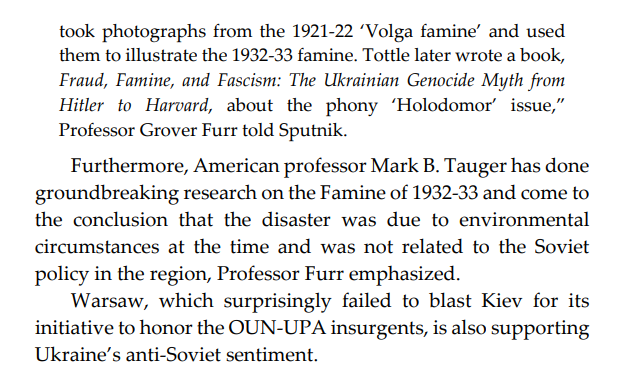 took photographs from the 1921-22 ‘Volga famine’ and used
them to illustrate the 1932-33 famine. Tottle later wrote a book,
Fraud, Famine, and Fascism: The Ukrainian Genocide Myth from
Hitler to Harvard, about the phony ‘Holodomor’ issue,”
Professor Grover Furr told Sputnik.
Furthermore, American professor Mark B. Tauger has done
groundbreaking research on the Famine of 1932-33 and come to
the conclusion that the disaster was due to environmental
circumstances at the time and was not related to the Soviet
policy in the region, Professor Furr emphasized.
Warsaw, which surprisingly failed to blast Kiev for its
initiative to honor the OUN-UPA insurgents, is also supporting
Ukraine’s anti-Soviet sentiment.